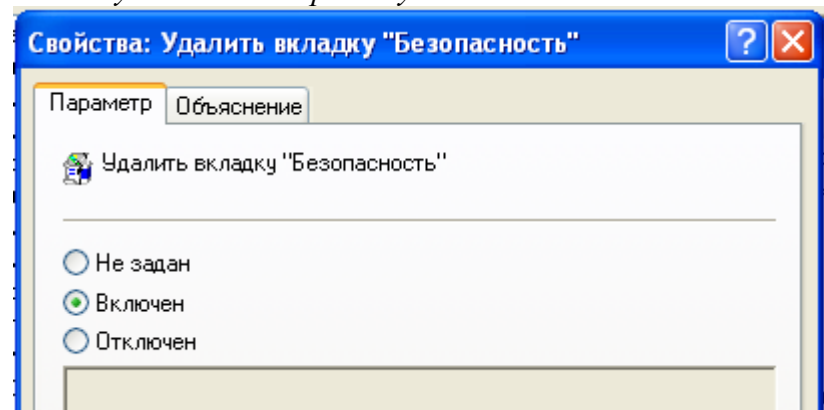 Свойства: Удалить вкладку "Безопасность"
Параметр Объяснение
Удалить вкладку "Безопасность"
Не задан
Включен
Отключен